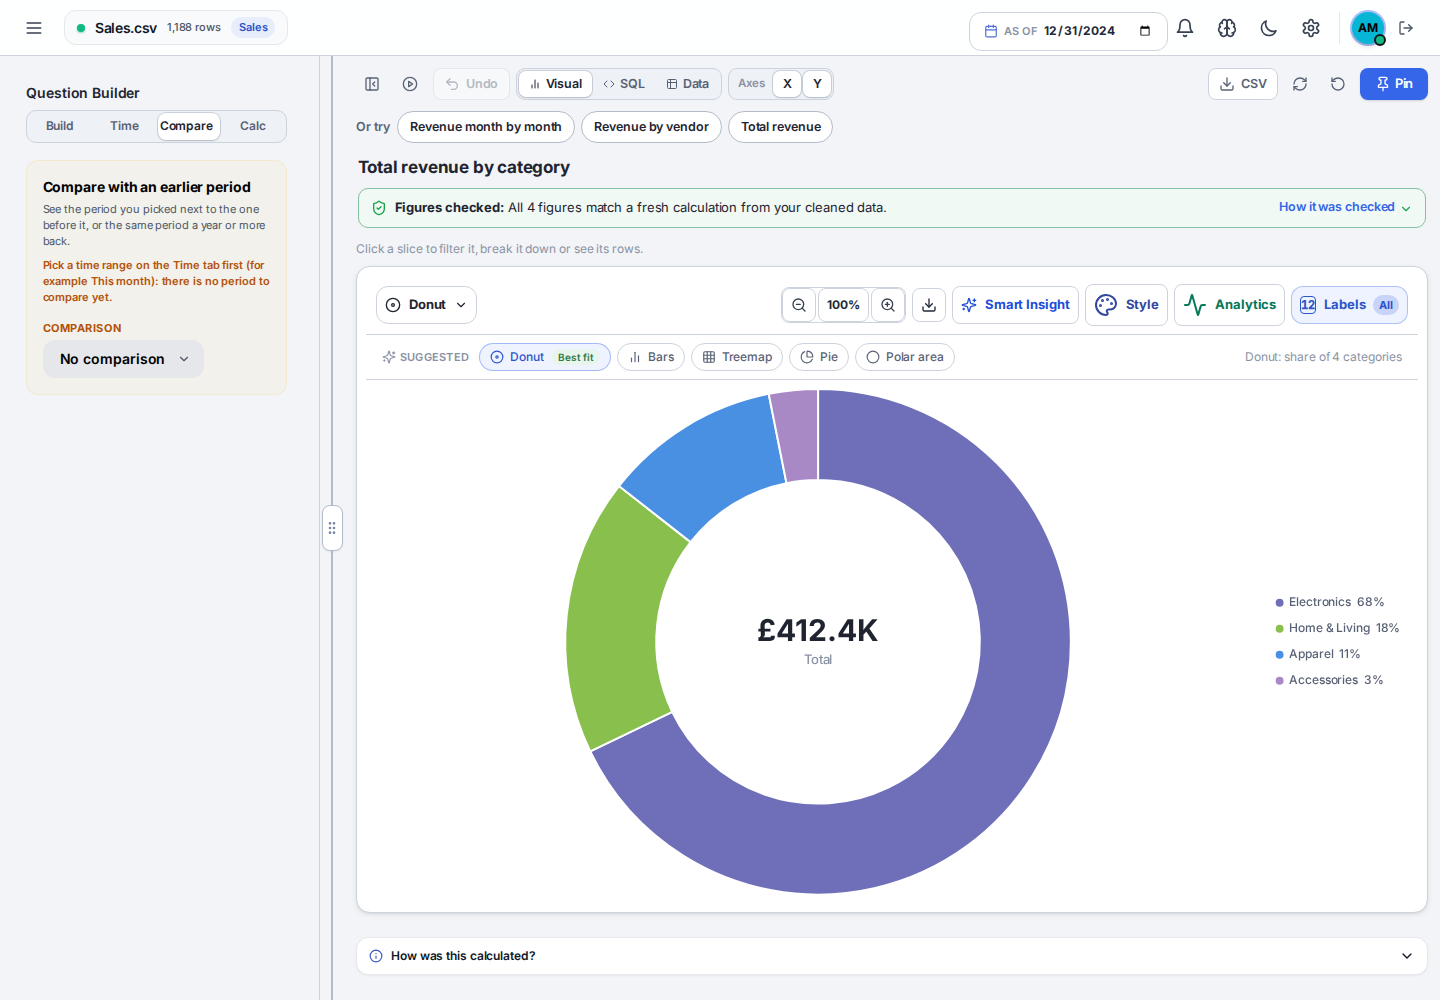 Sales.csv 1,188 rows Sales
AS OF 12/31/2024
AM
Question Builder
Build Time Compare Calc
Compare with an earlier period
See the period you picked next to the one
before it, or the same period a year or more
back.
Pick a time range on the Time tab first (for
example This month): there is no period to
compare yet.
COMPARISON
No comparison
Undo Visual SQL Data Axes X Y CSV Pin
Or try Revenue month by month Revenue by vendor Total revenue
Total revenue by category
Figures checked: All 4 figures match a fresh calculation from your cleaned data. How it was checked
Click a slice to filter it, break it down or see its rows.
Donut 100% Smart Insight Style Analytics 12 Labels All
SUGGESTED Donut Best fit Bars Treemap Pie Polar area Donut: share of 4 categories
£412.4K
Total
Electronics 68%
Home & Living 18%
Apparel 11%
Accessories 3%
How was this calculated?